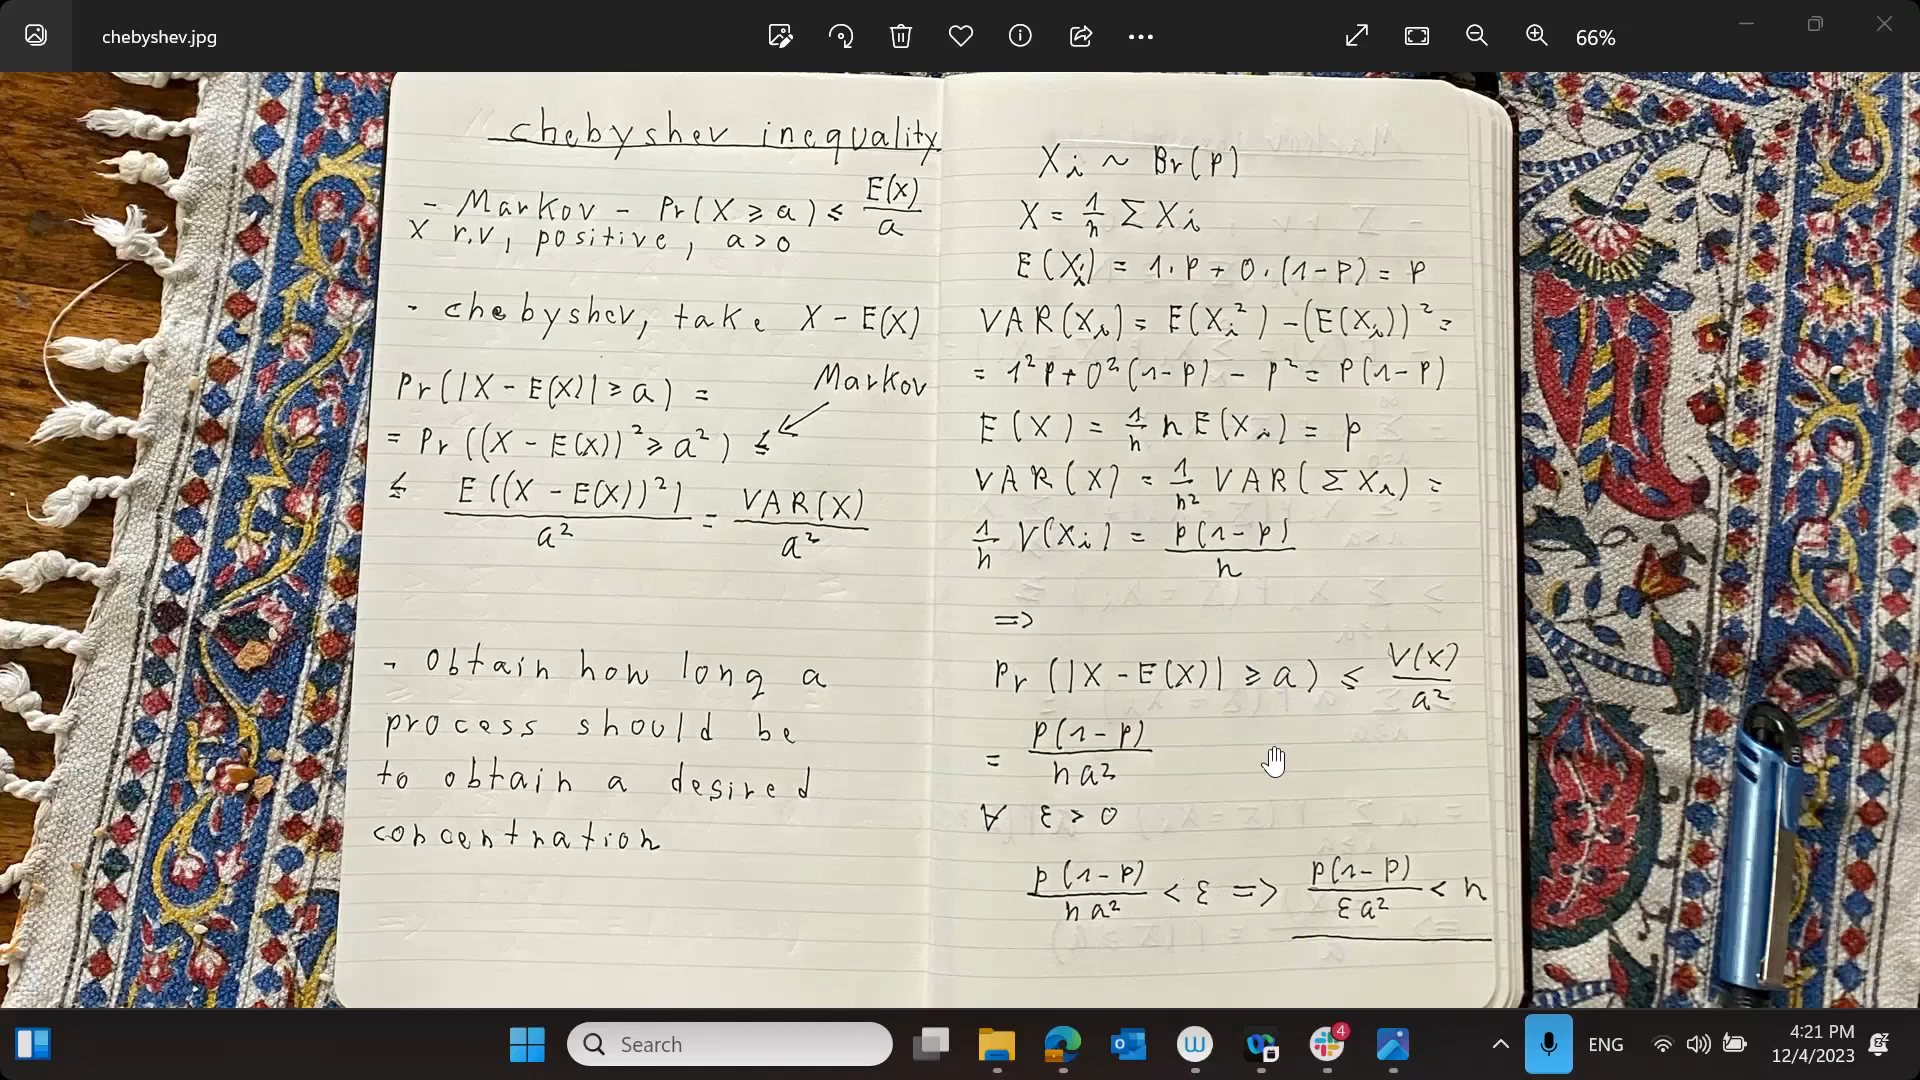 chebyshev.jpg
66%
chebyshev inequality
- Markov - Pr(X ≥ a) ≤ E(X)/a
X r.v, positive, a > 0
- chebyshev, take X - E(X)
Pr(|X - E(X)| ≥ a) =
Markov
= Pr((X - E(X))² ≥ a²) ≤
≤ E((X - E(X))²)/a² = VAR(X)/a²
- Obtain how long a
process should be
to obtain a desired
concentration
Xi ~ Br(p)
X = 1/n Σ Xi
E(Xi) = 1.p + 0.(1-p) = p
VAR(Xi) = E(Xi²) - (E(Xi))² =
= 1²p + 0²(1-p) - p² = p(1-p)
E(X) = 1/n n E(Xi) = p
VAR(X) = 1/n² VAR(Σ Xi) =
1/n V(Xi) = p(1-p)/n
=>
Pr(|X - E(X)| ≥ a) ≤ V(X)/a²
= p(1-p)/na²
∀ ε > 0
p(1-p)/na² < ε => p(1-p)/εa² < n
Search
4
ENG
4:21 PM
12/4/2023